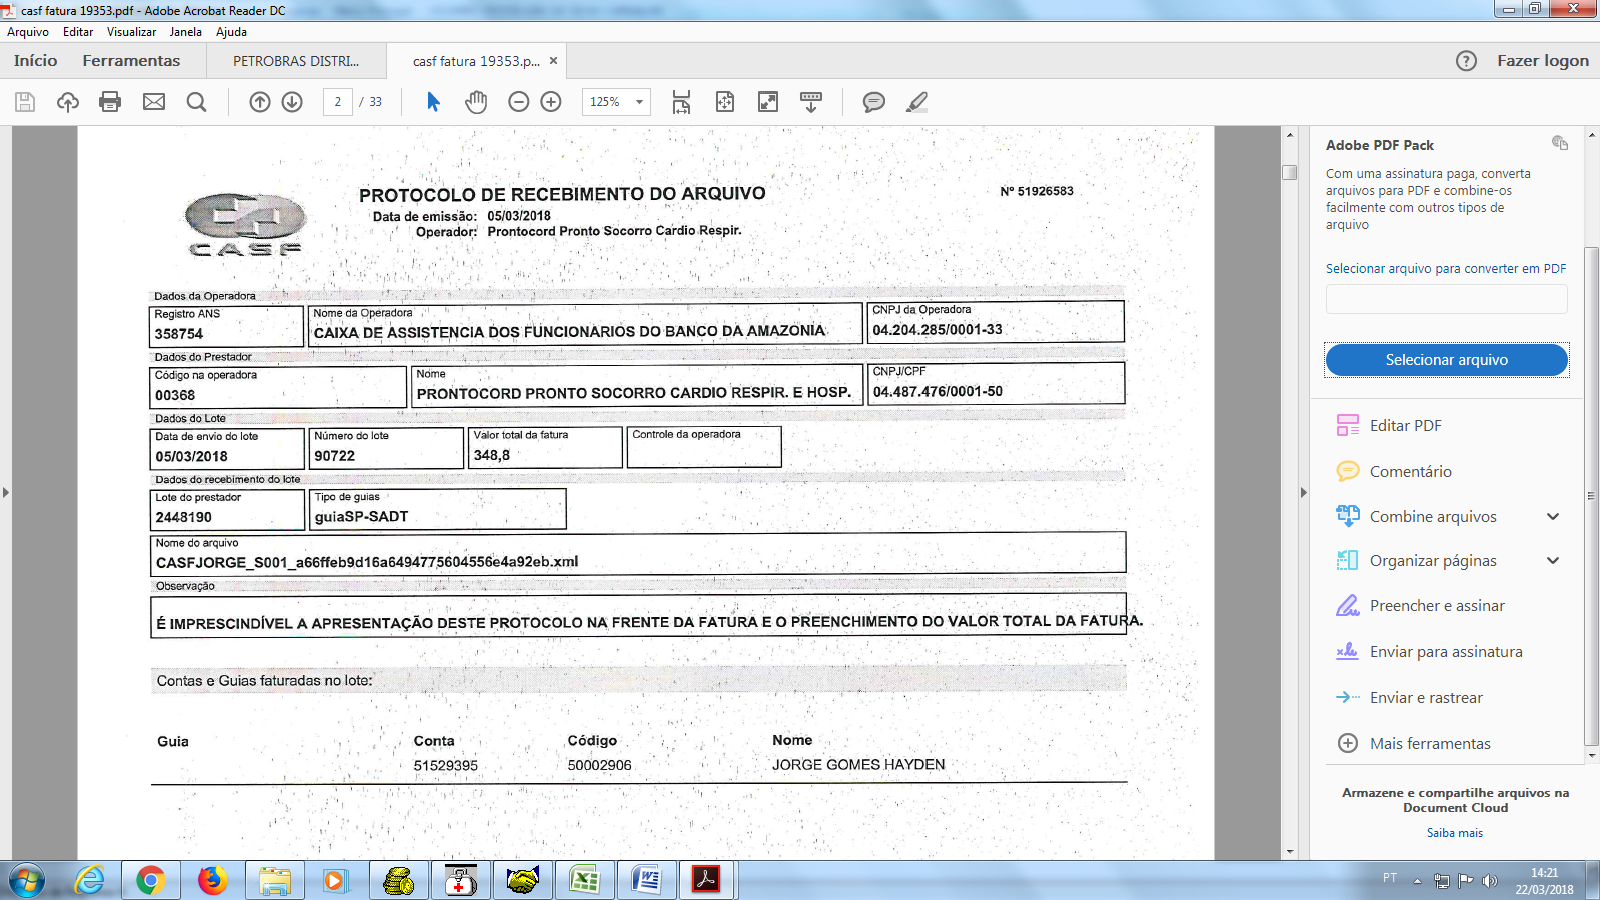 casf fatura 19353.pdf - Adobe Acrobat Reader DC
Arquivo Editar Visualizar Janela Ajuda
Início Ferramentas PETROBRAS DISTRI... casf fatura 19353.p... × Fazer logon
2 / 33 125%
CASF
PROTOCOLO DE RECEBIMENTO DO ARQUIVO
Nº 51926583
Data de emissão: 05/03/2018
Operador: Prontocord Pronto Socorro Cardio Respir.
Dados da Operadora
Registro ANS
358754
Nome da Operadora
CAIXA DE ASSISTENCIA DOS FUNCIONARIOS DO BANCO DA AMAZONIA
CNPJ da Operadora
04.204.285/0001-33
Dados do Prestador
Código na operadora
00368
Nome
PRONTOCORD PRONTO SOCORRO CARDIO RESPIR. E HOSP.
CNPJ/CPF
04.487.476/0001-50
Dados do Lote
Data de envio do lote
05/03/2018
Número do lote
90722
Valor total da fatura
348,8
Controle da operadora
Dados do recebimento do lote
Lote do prestador
2448190
Tipo de guias
guiaSP-SADT
Nome do arquivo
CASFJORGE_S001_a66ffeb9d16a6494775604556e4a92eb.xml
Observação
É IMPRESCINDÍVEL A APRESENTAÇÃO DESTE PROTOCOLO NA FRENTE DA FATURA E O PREENCHIMENTO DO VALOR TOTAL DA FATURA.
Contas e Guias faturadas no lote:
Guia Conta Código Nome
51529395 50002906 JORGE GOMES HAYDEN
Adobe PDF Pack
Com uma assinatura paga, converta
arquivos para PDF e combine-os
facilmente com outros tipos de
arquivo
Selecionar arquivo para converter em PDF
Selecionar arquivo
Editar PDF
Comentário
Combine arquivos
Organizar páginas
Preencher e assinar
Enviar para assinatura
Enviar e rastrear
Mais ferramentas
Armazene e compartilhe arquivos na
Document Cloud
Saiba mais
PT
14:21
22/03/2018